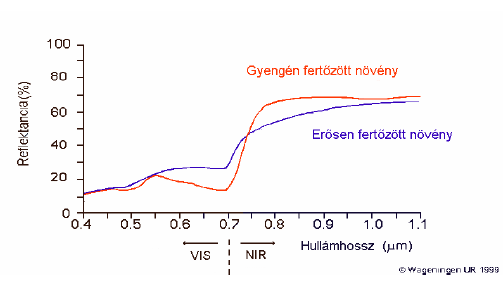 100
80
60
40
20
0
Reflektancia(%)
Gyengén fertőzött növény
Erősen fertőzött növény
0.4 0.5 0.6 0.7 0.8 0.9 1.0 1.1
VIS NIR Hullámhossz (μm)
© Wageningen UR 1999